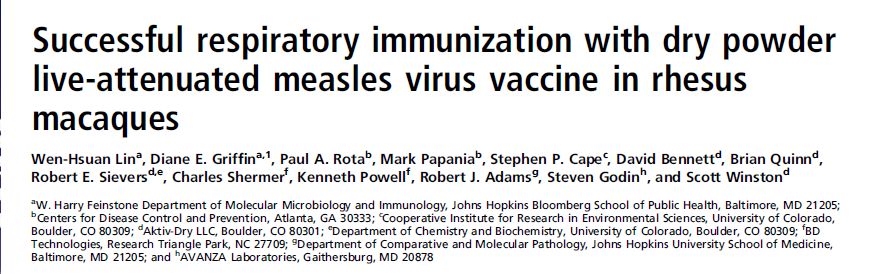 Successful respiratory immunization with dry powder
live-attenuated measles virus vaccine in rhesus
macaques
Wen-Hsuan Linᵃ, Diane E. Griffinᵃ,¹, Paul A. Rotaᵇ, Mark Papaniaᵇ, Stephen P. Capeᶜ, David Bennettᵈ, Brian Quinnᵈ,
Robert E. Sieversᵈ,ᵉ, Charles Shermerᶠ, Kenneth Powellᶠ, Robert J. Adamsᵍ, Steven Godinʰ, and Scott Winstonᵈ
ᵃW. Harry Feinstone Department of Molecular Microbiology and Immunology, Johns Hopkins Bloomberg School of Public Health, Baltimore, MD 21205;
ᵇCenters for Disease Control and Prevention, Atlanta, GA 30333; ᶜCooperative Institute for Research in Environmental Sciences, University of Colorado,
Boulder, CO 80309; ᵈAktiv-Dry LLC, Boulder, CO 80301; ᵉDepartment of Chemistry and Biochemistry, University of Colorado, Boulder, CO 80309; ᶠBD
Technologies, Research Triangle Park, NC 27709; ᵍDepartment of Comparative and Molecular Pathology, Johns Hopkins University School of Medicine,
Baltimore, MD 21205; and ʰAVANZA Laboratories, Gaithersburg, MD 20878